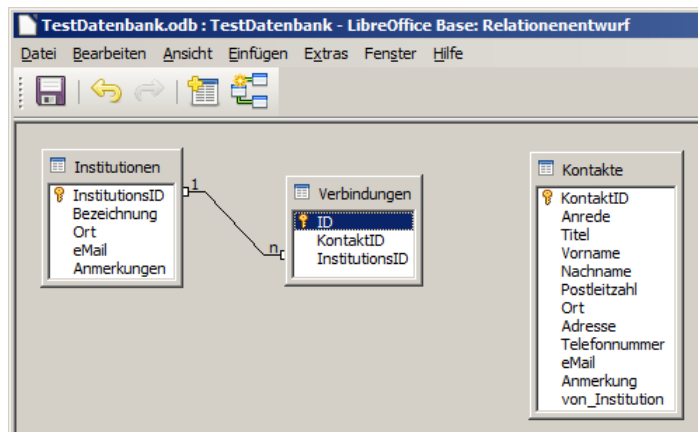 TestDatenbank.odb : TestDatenbank - LibreOffice Base: Relationenentwurf
Datei Bearbeiten Ansicht Einfügen Extras Fenster Hilfe
Institutionen
InstitutionsID
Bezeichnung
Ort
eMail
Anmerkungen
1
n
Verbindungen
ID
KontaktID
InstitutionsID
Kontakte
KontaktID
Anrede
Titel
Vorname
Nachname
Postleitzahl
Ort
Adresse
Telefonnummer
eMail
Anmerkung
von_Institution